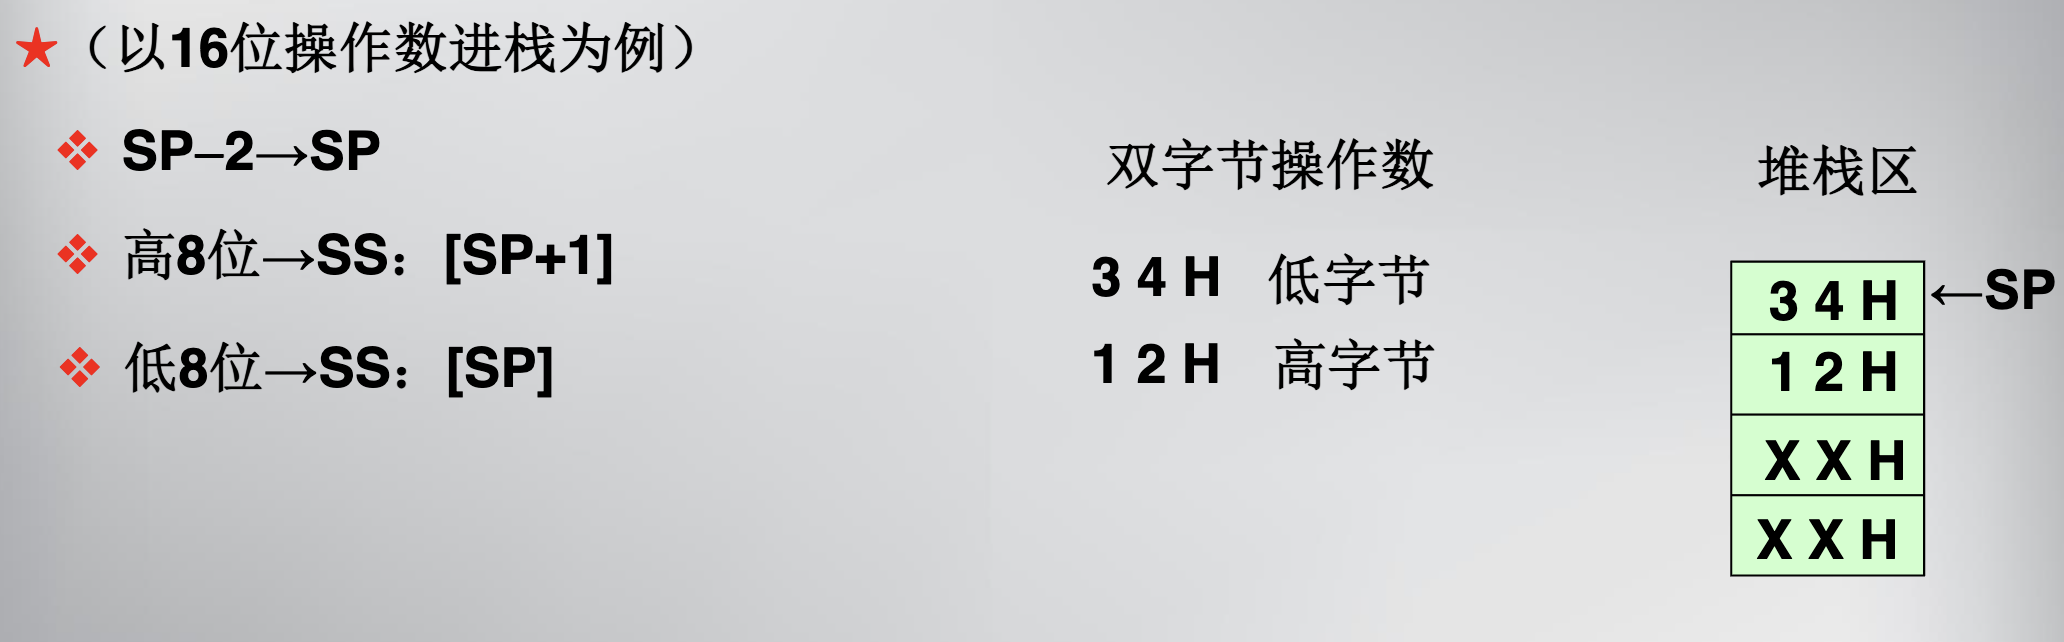 ★（以16位操作数进栈为例）
❖ SP–2→SP
❖ 高8位→SS：[SP+1]
❖ 低8位→SS：[SP]
双字节操作数
34H 低字节
12H 高字节
堆栈区
34H ←SP
12H
XXH
XXH